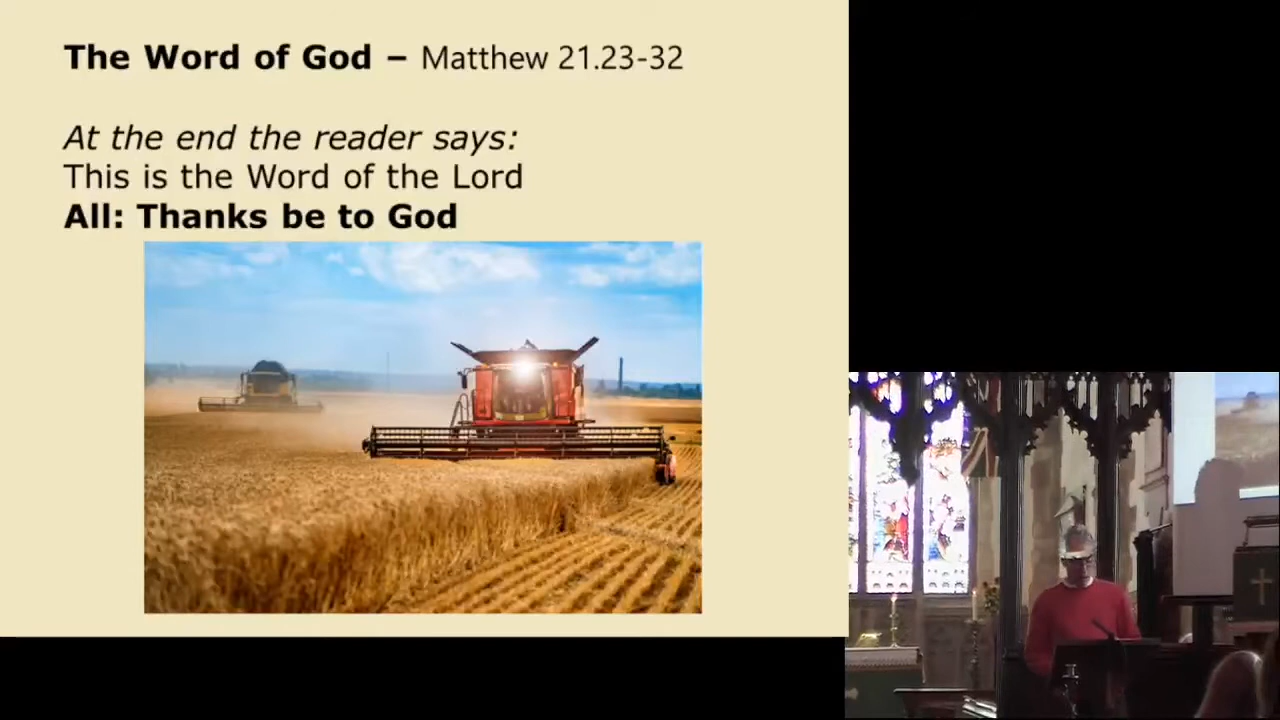 The Word of God – Matthew 21.23-32
At the end the reader says:
This is the Word of the Lord
All: Thanks be to God